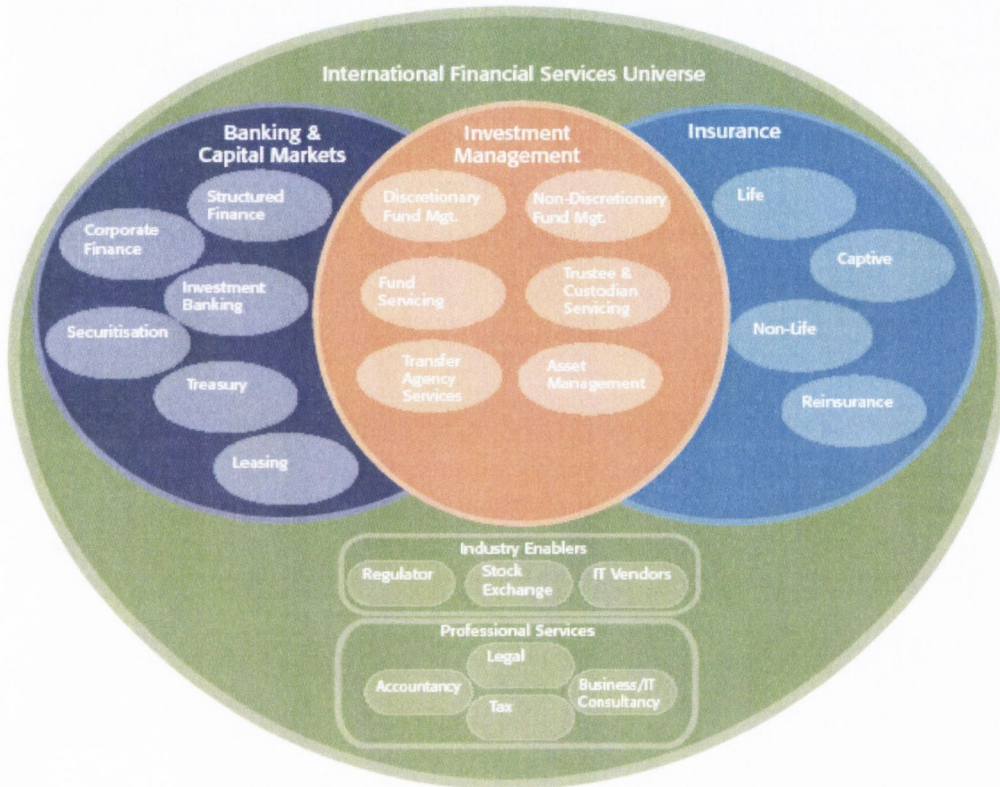 International Financial Services Universe
Banking &
Capital Markets
Structured
Finance
Corporate
Finance
Investment
Banking
Securitisation
Treasury
Leasing
Investment
Management
Discretionary
Fund Mgt.
Non-Discretionary
Fund Mgt.
Fund
Servicing
Trustee &
Custodian
Servicing
Transfer
Agency
Services
Asset
Management
Insurance
Life
Captive
Non-Life
Reinsurance
Industry Enablers
Regulator
Stock
Exchange
IT Vendors
Professional Services
Legal
Accountancy
Business/IT
Consultancy
Tax